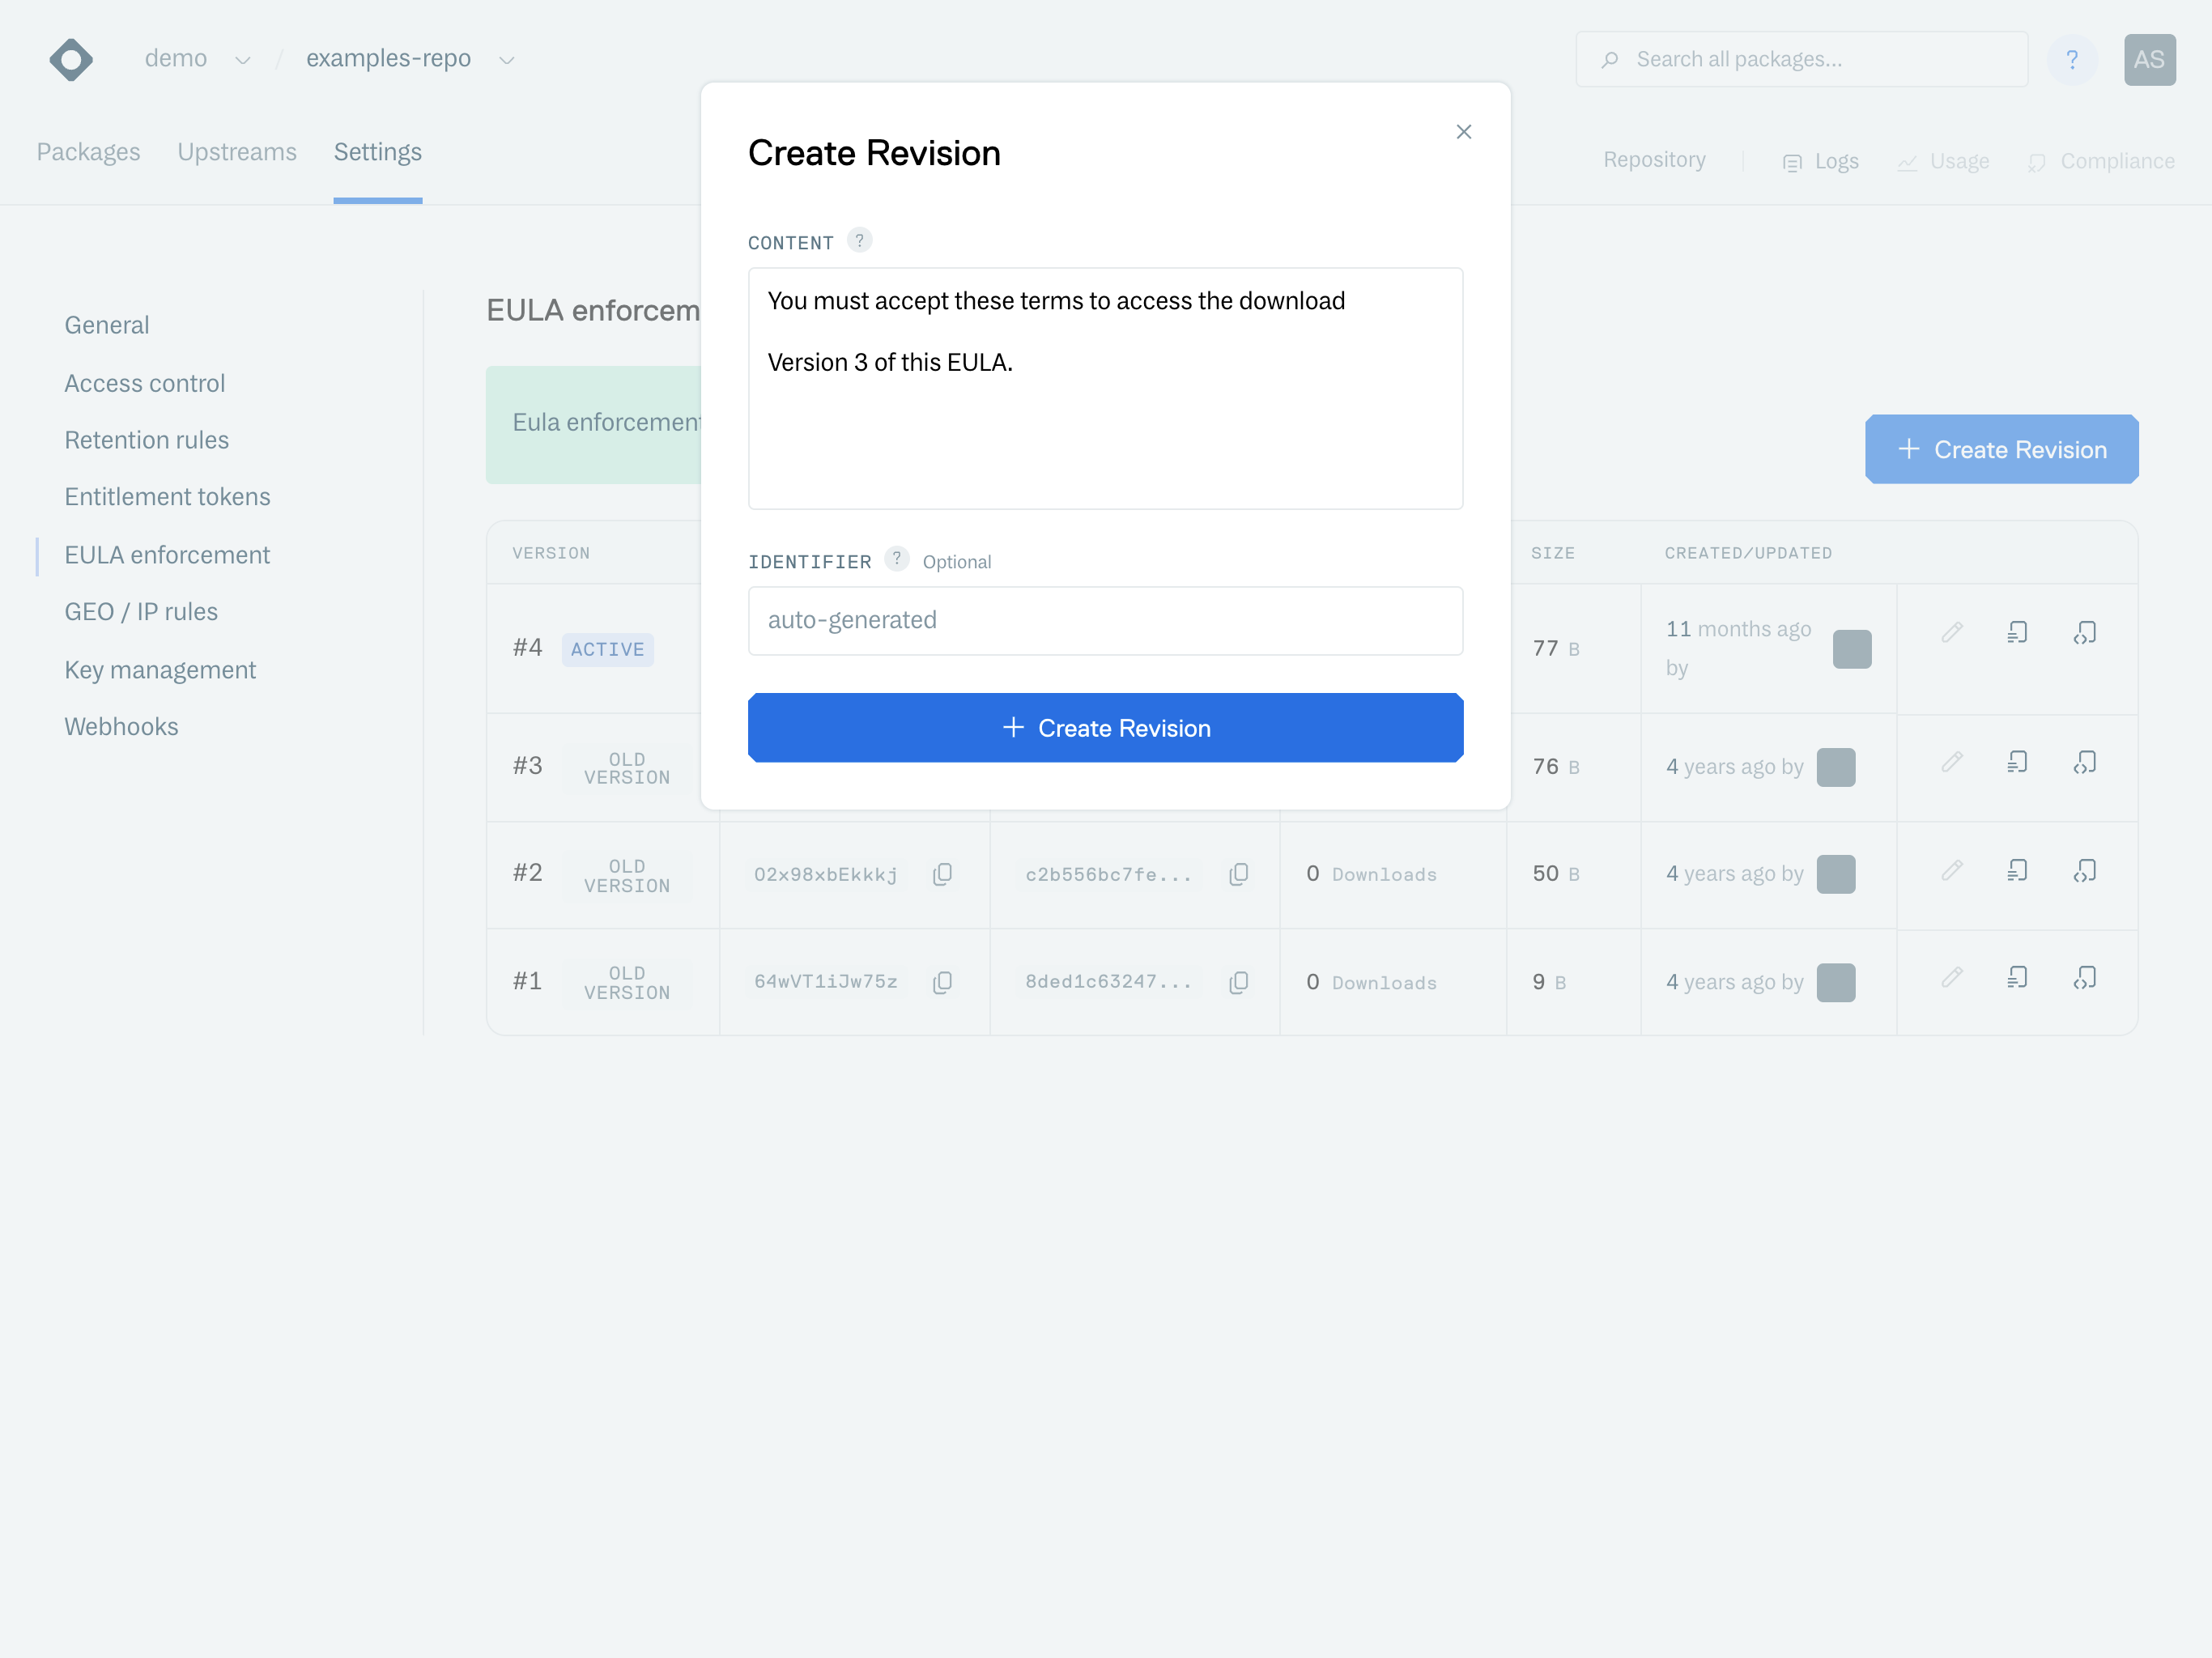 demo / examples-repo
Search all packages...
?
AS
Packages
Upstreams
Settings
Repository
Logs
Usage
Compliance
General
Access control
Retention rules
Entitlement tokens
EULA enforcement
GEO / IP rules
Key management
Webhooks
EULA enforcem
Eula enforcement
+ Create Revision
Create Revision
CONTENT ?
You must accept these terms to access the download
Version 3 of this EULA.
IDENTIFIER ? Optional
auto-generated
+ Create Revision
VERSION
SIZE
CREATED/UPDATED
#4 ACTIVE
77 B
11 months ago
by
#3 OLD
VERSION
76 B
4 years ago by
#2 OLD
VERSION
02x98xbEkkkj
c2b556bc7fe...
0 Downloads
50 B
4 years ago by
#1 OLD
VERSION
64wVT1iJw75z
8ded1c63247...
0 Downloads
9 B
4 years ago by